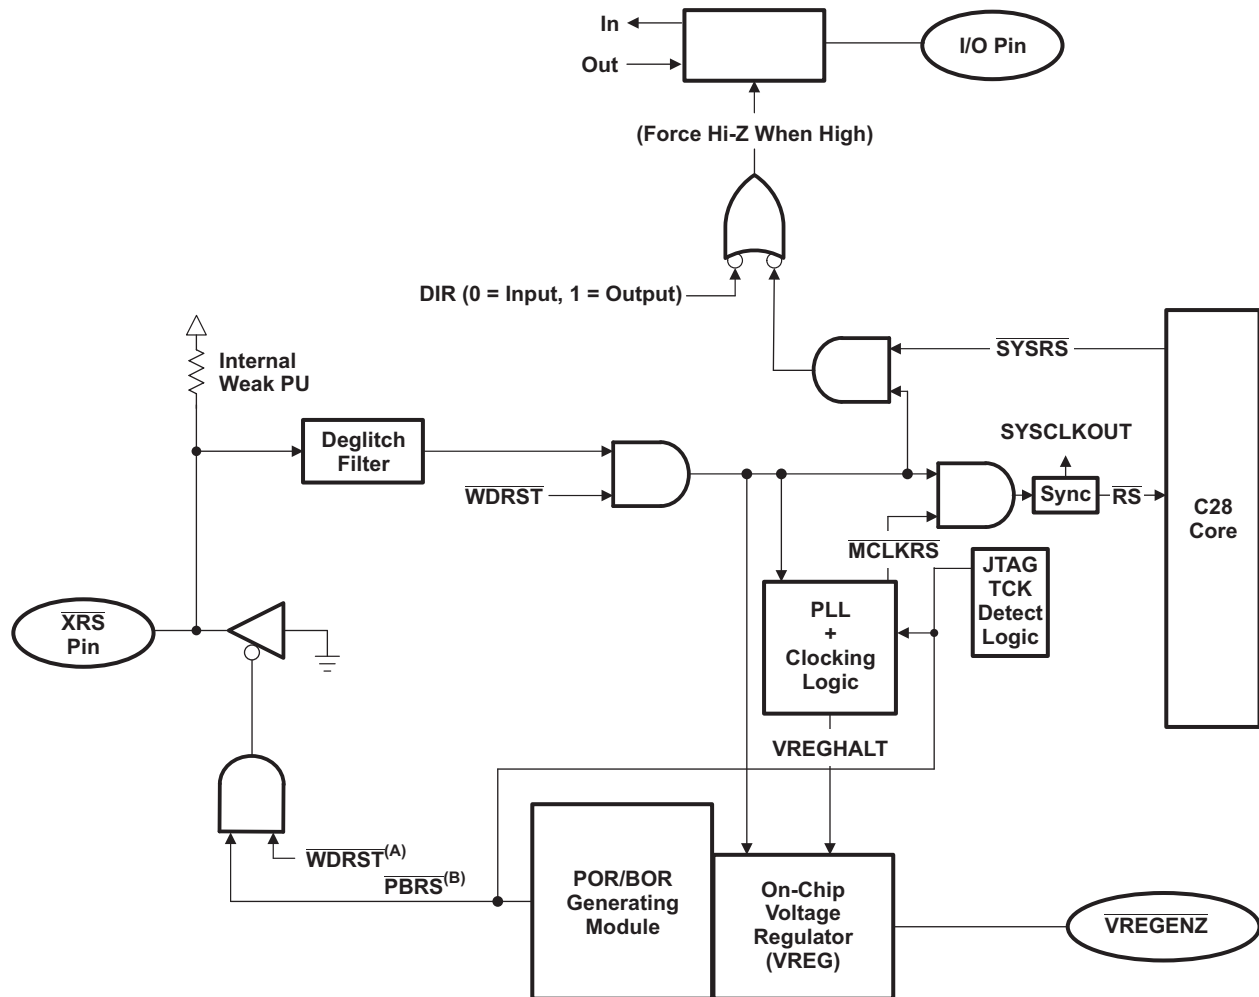 In
Out
I/O Pin
(Force Hi-Z When High)
DIR (0 = Input, 1 = Output)
Internal
Weak PU
SYSRS
Deglitch
Filter
SYSCLKOUT
WDRST
Sync
RS
C28
Core
MCLKRS
JTAG
TCK
Detect
Logic
XRS
Pin
PLL
+
Clocking
Logic
VREGHALT
WDRST(A)
PBRS(B)
POR/BOR
Generating
Module
On-Chip
Voltage
Regulator
(VREG)
VREGENZ